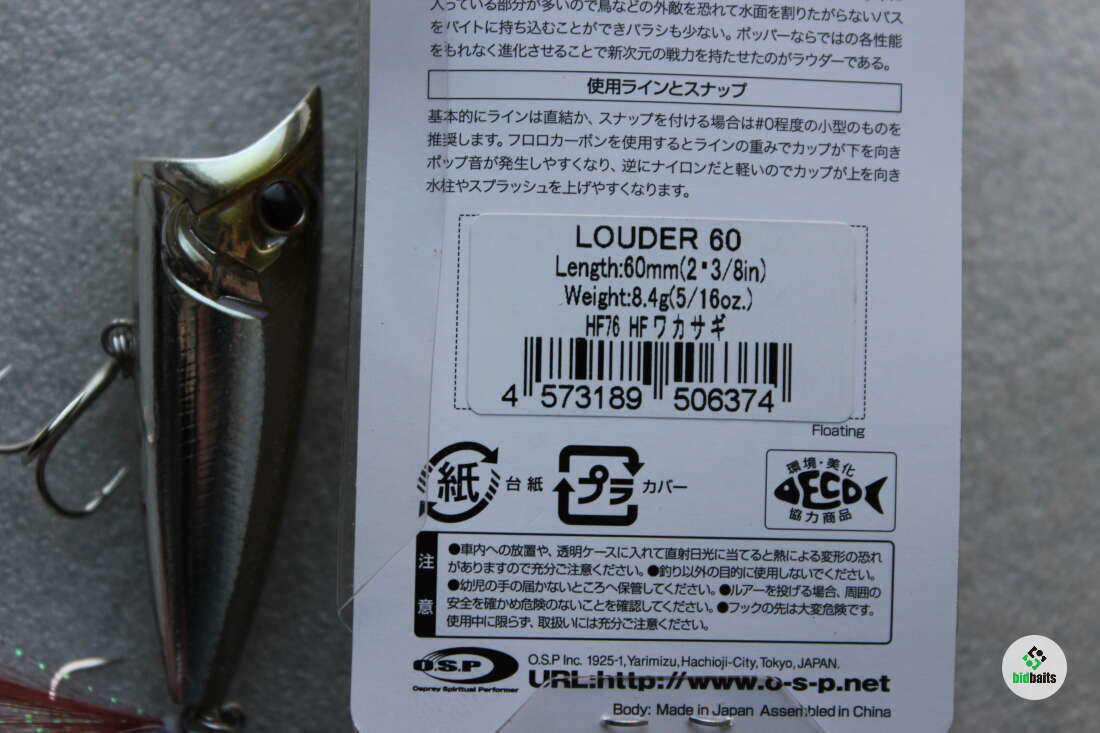 入っている部分が多いので鳥などの外敵を恐れて水面を割りたがらないバス
をバイトに持ち込むことができバラシも少ない。ポッパーならではの各性能
をもれなく進化させることで新次元の戦力を持たせたのがラウダーである。
使用ラインとスナップ
基本的にラインは直結か、スナップを付ける場合は#0程度の小型のものを
推奨します。フロロカーボンを使用するとラインの重みでカップが下を向き
ポップ音が発生しやすくなり、逆にナイロンだと軽いのでカップが上を向き
水柱やスプラッシュを上げやすくなります。
LOUDER 60
Length:60mm(2・3/8in)
Weight:8.4g(5/16oz.)
HF76 HFワカサギ
4 573189 506374
Floating
紙 台紙 プラ カバー
環境・美化
ECO
協力商品
注意
●車内への放置や、透明ケースに入れて直射日光に当てると熱による変形の恐れ
がありますので充分ご注意ください。●釣り以外の目的に使用しないでください。
●幼児の手の届かないところへ保管してください。●ルアーを投げる場合、周囲の
安全を確かめ危険のないことを確認してください。●フックの先は大変危険です。
使用中に限らず、取扱いには充分ご注意ください。
O.S.P
Osprey Spiritual Performer
O.S.P Inc. 1925-1,Yarimizu,Hachioji-City,Tokyo,JAPAN.
URL:http://www.o-s-p.net
Body: Made in Japan Assembled in China
bidbaits